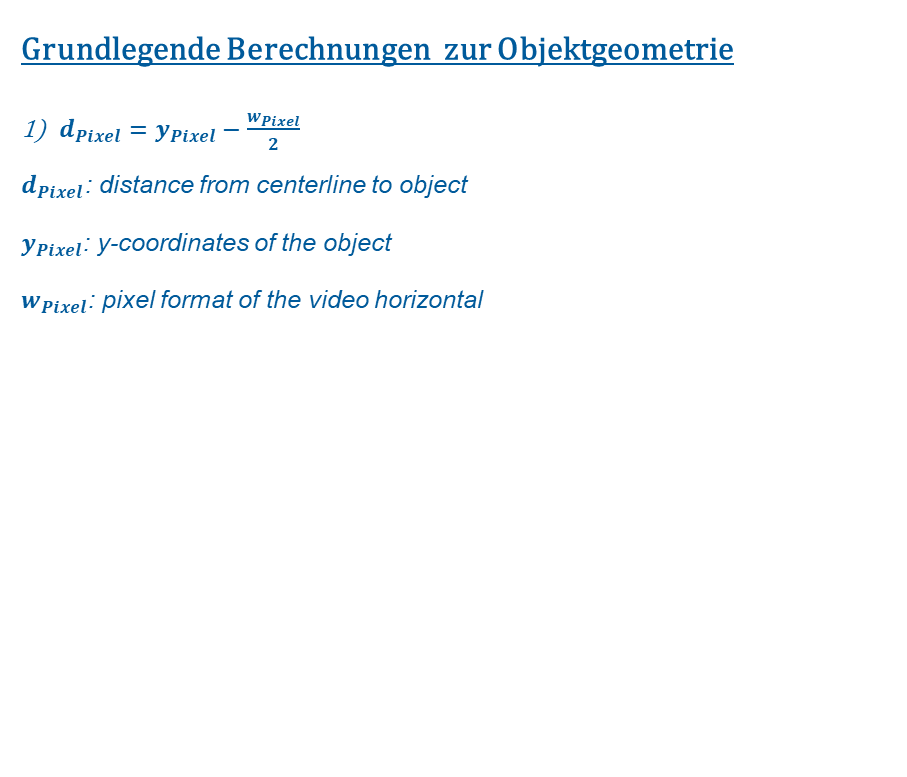 Grundlegende Berechnungen zur Objektgeometrie
1) d_Pixel = y_Pixel − w_Pixel/2
d_Pixel: distance from centerline to object
y_Pixel: y-coordinates of the object
w_Pixel: pixel format of the video horizontal